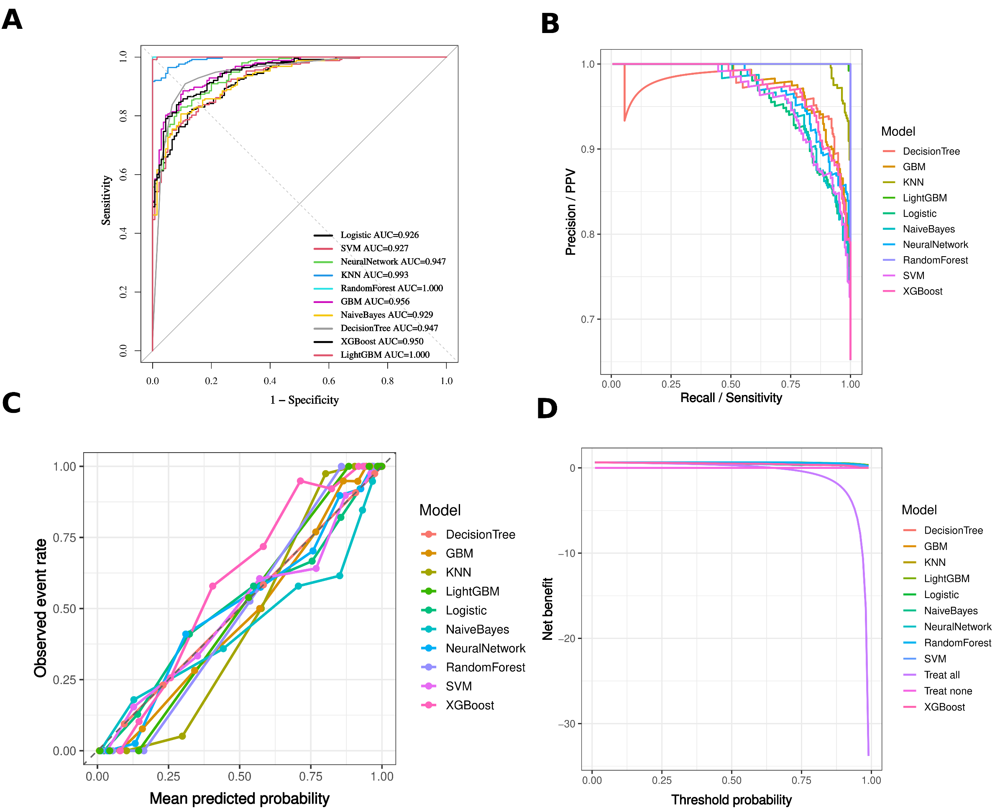 A
1.0
0.8
0.6
0.4
0.2
0.0
Sensitivity
Logistic AUC=0.926
SVM AUC=0.927
NeuralNetwork AUC=0.947
KNN AUC=0.993
RandomForest AUC=1.000
GBM AUC=0.956
NaiveBayes AUC=0.929
DecisionTree AUC=0.947
XGBoost AUC=0.950
LightGBM AUC=1.000
0.0 0.2 0.4 0.6 0.8 1.0
1 − Specificity
B
1.0
0.9
0.8
0.7
Precision / PPV
0.00 0.25 0.50 0.75 1.00
Recall / Sensitivity
Model
DecisionTree
GBM
KNN
LightGBM
Logistic
NaiveBayes
NeuralNetwork
RandomForest
SVM
XGBoost
C
1.00
0.75
0.50
0.25
0.00
Observed event rate
0.00 0.25 0.50 0.75 1.00
Mean predicted probability
Model
DecisionTree
GBM
KNN
LightGBM
Logistic
NaiveBayes
NeuralNetwork
RandomForest
SVM
XGBoost
D
0
−10
−20
−30
Net benefit
0.00 0.25 0.50 0.75 1.00
Threshold probability
Model
DecisionTree
GBM
KNN
LightGBM
Logistic
NaiveBayes
NeuralNetwork
RandomForest
SVM
Treat all
Treat none
XGBoost